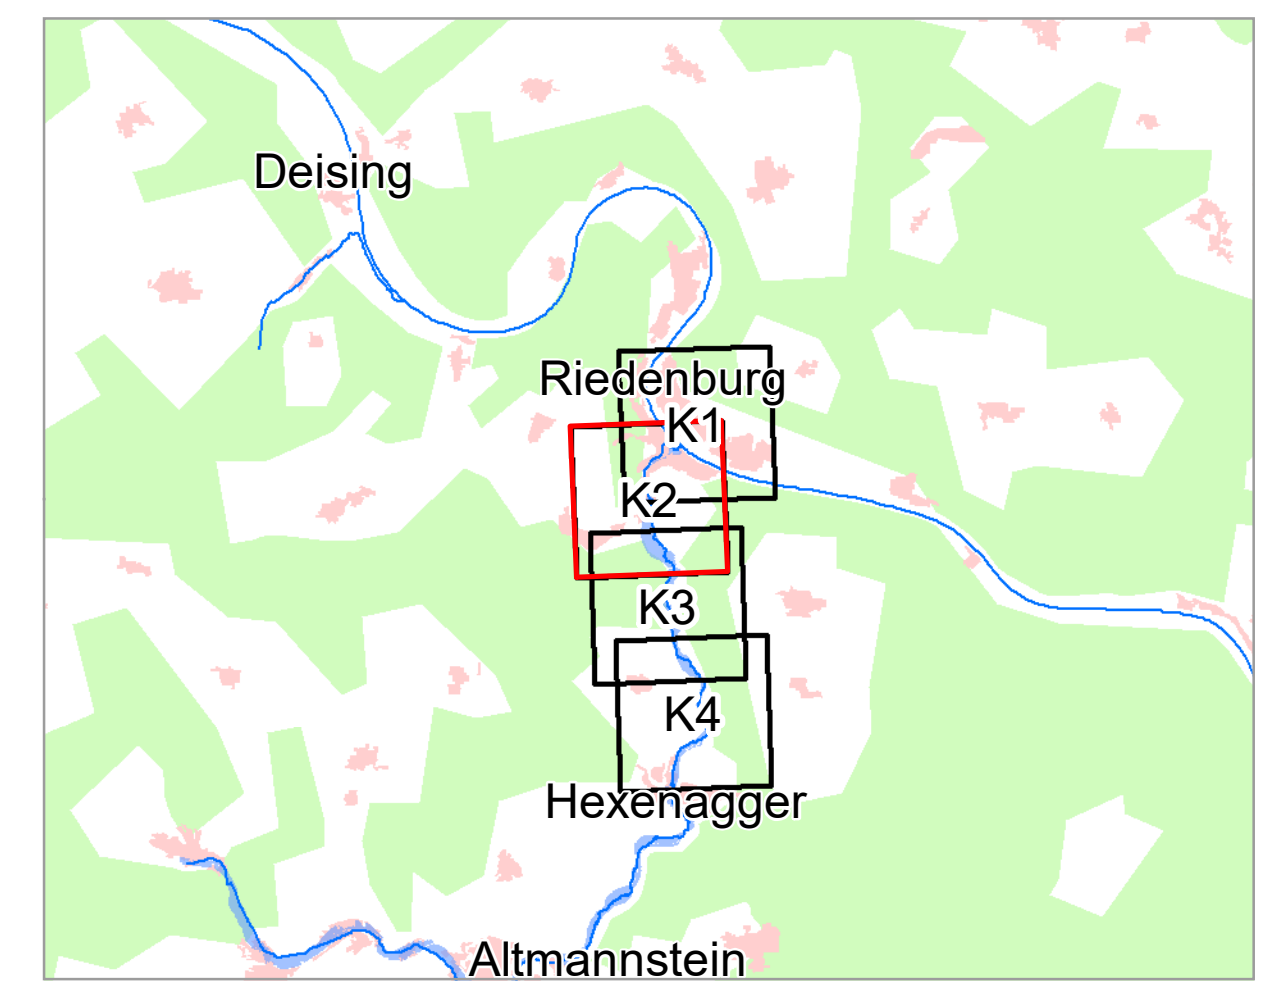 Deising
Riedenburg
K1
K2
K3
K4
Hexenagger
Altmannstein